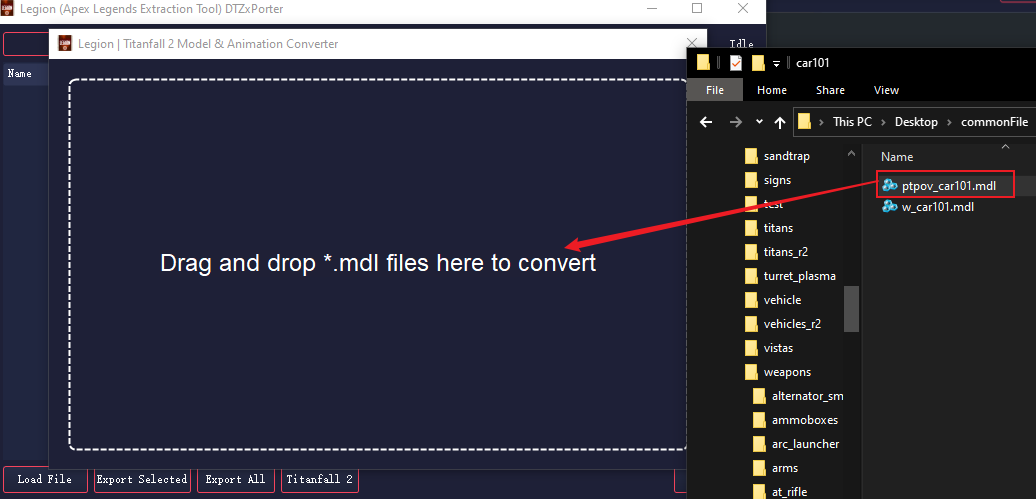 Legion (Apex Legends Extraction Tool) DTZxPorter
Legion | Titanfall 2 Model & Animation Converter
Idle
Name
Drag and drop *.mdl files here to convert
Load File
Export Selected
Export All
Titanfall 2
car101
File
Home
Share
View
This PC
Desktop
commonFile
sandtrap
signs
test
titans
titans_r2
turret_plasma
vehicle
vehicles_r2
vistas
weapons
alternator_sm
ammoboxes
arc_launcher
arms
at_rifle
Name
ptpov_car101.mdl
w_car101.mdl